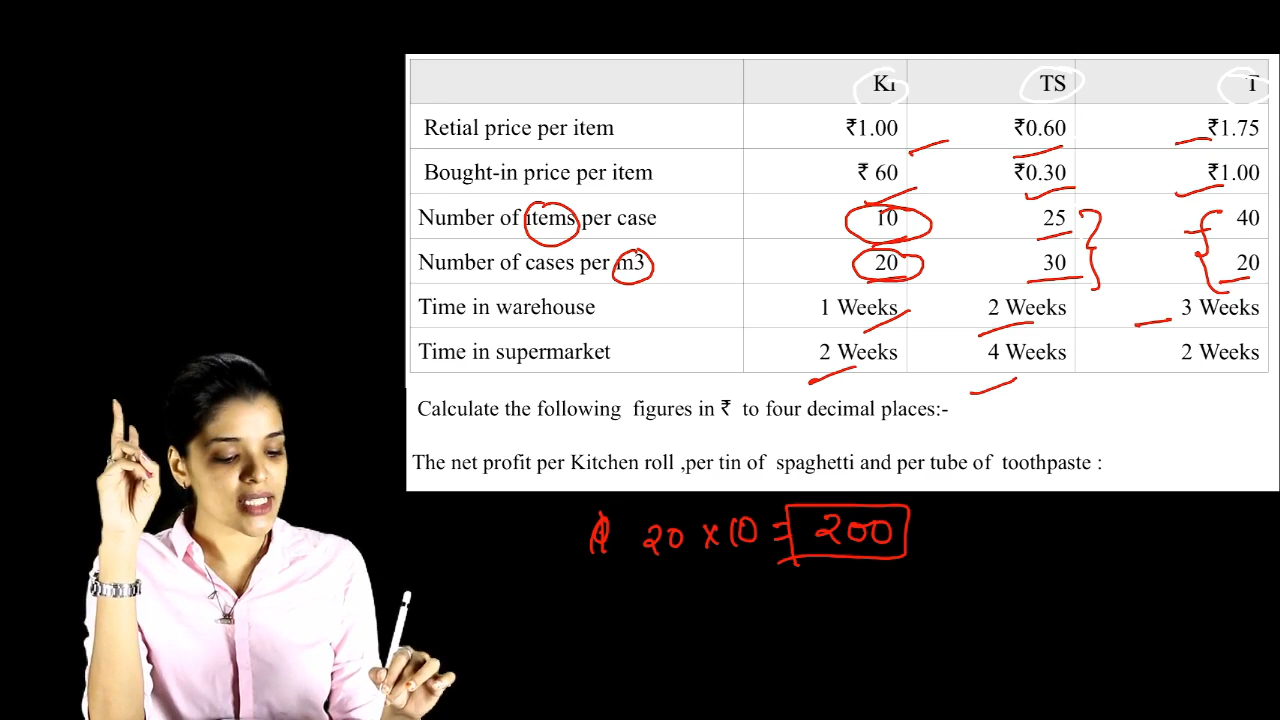 Ki TS T
Retial price per item ₹1.00 ₹0.60 ₹1.75
Bought-in price per item ₹ 60 ₹0.30 ₹1.00
Number of items per case 10 25 40
Number of cases per m3 20 30 20
Time in warehouse 1 Weeks 2 Weeks 3 Weeks
Time in supermarket 2 Weeks 4 Weeks 2 Weeks
Calculate the following figures in ₹ to four decimal places:-
The net profit per Kitchen roll ,per tin of spaghetti and per tube of toothpaste :
20 × 10 = 200